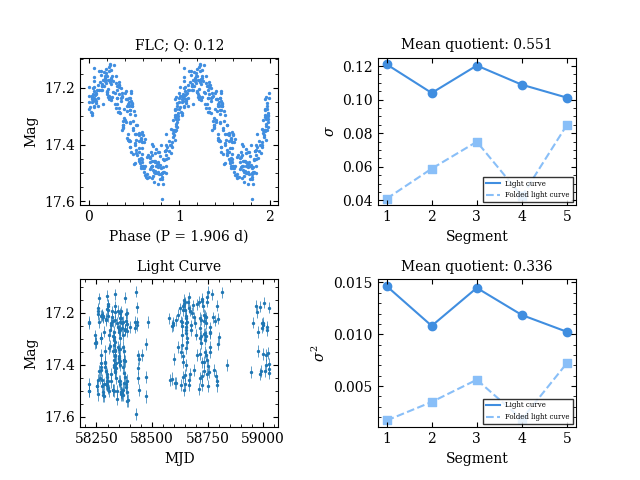 FLC; Q: 0.12
17.2
17.4
17.6
Mag
0
1
2
Phase (P = 1.906 d)
Mean quotient: 0.551
0.12
0.10
0.08
0.06
0.04
σ
Light curve
Folded light curve
1 2 3 4 5
Segment
Light Curve
17.2
17.4
17.6
Mag
58250 58500 58750 59000
MJD
Mean quotient: 0.336
0.015
0.010
0.005
σ²
Light curve
Folded light curve
1 2 3 4 5
Segment